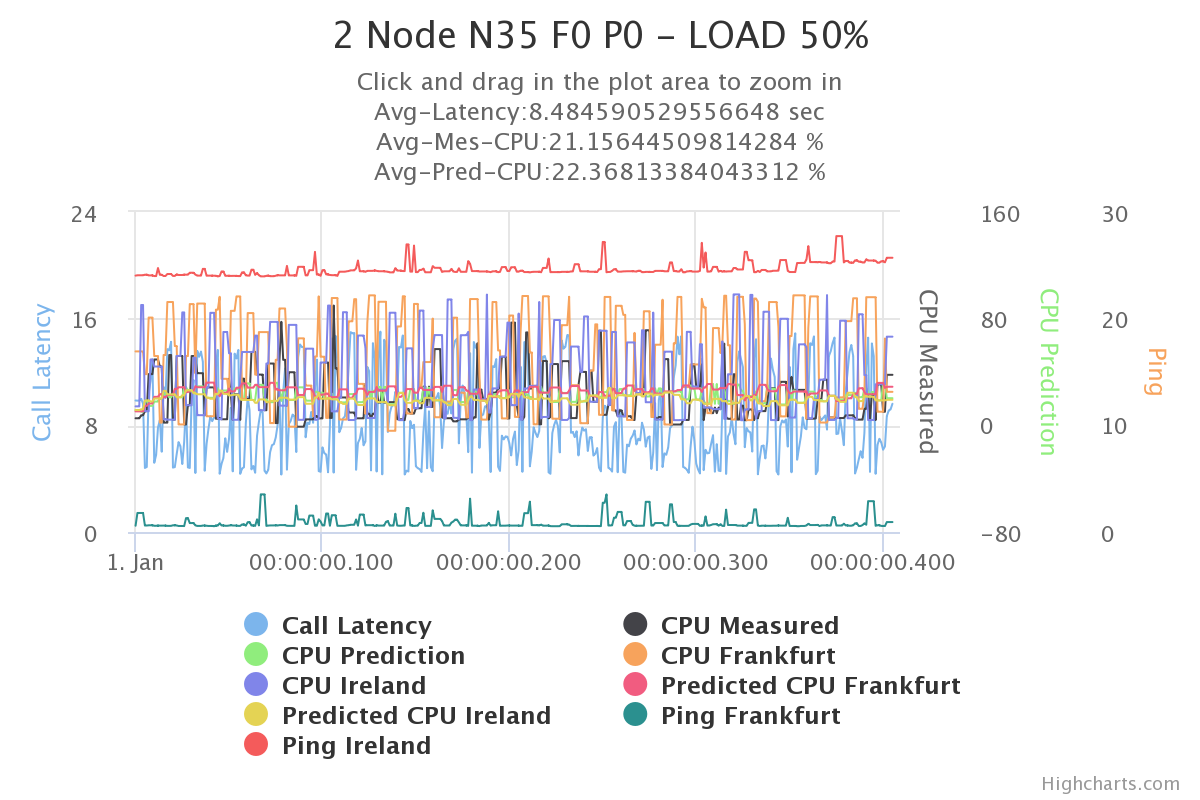 2 Node N35 F0 P0 - LOAD 50%
Click and drag in the plot area to zoom in
Avg-Latency:8.484590529556648 sec
Avg-Mes-CPU:21.15644509814284 %
Avg-Pred-CPU:22.36813384043312 %
24
16
8
0
Call Latency
160
80
0
-80
CPU Measured
CPU Prediction
30
20
10
0
Ping
1. Jan
00:00:00.100
00:00:00.200
00:00:00.300
00:00:00.400
Call Latency
CPU Measured
CPU Prediction
CPU Frankfurt
CPU Ireland
Predicted CPU Frankfurt
Predicted CPU Ireland
Ping Frankfurt
Ping Ireland
Highcharts.com